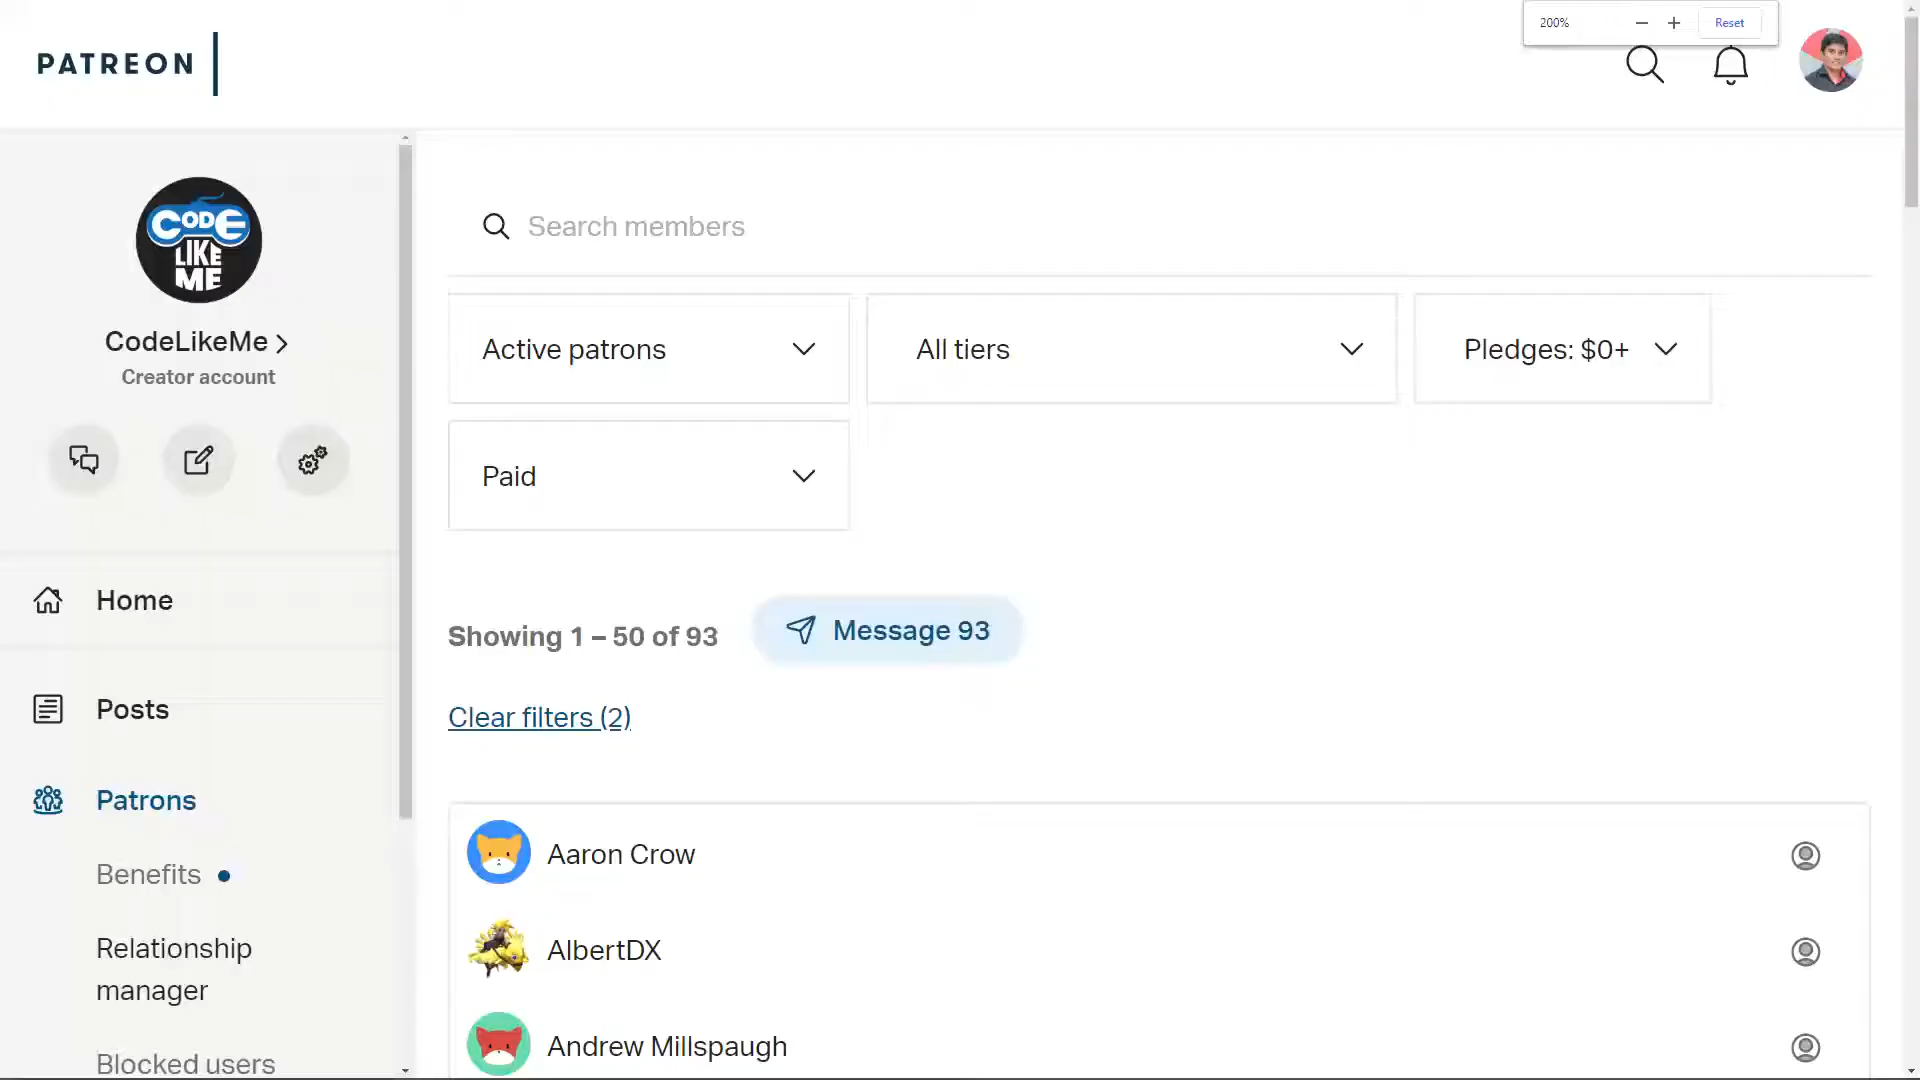 200%
Reset
PATREON
CODE
LIKE
ME
CodeLikeMe
Creator account
Search members
Active patrons
All tiers
Pledges: $0+
Paid
Showing 1 – 50 of 93
Message 93
Clear filters (2)
Home
Posts
Patrons
Benefits
Relationship
manager
Blocked users
Aaron Crow
AlbertDX
Andrew Millspaugh